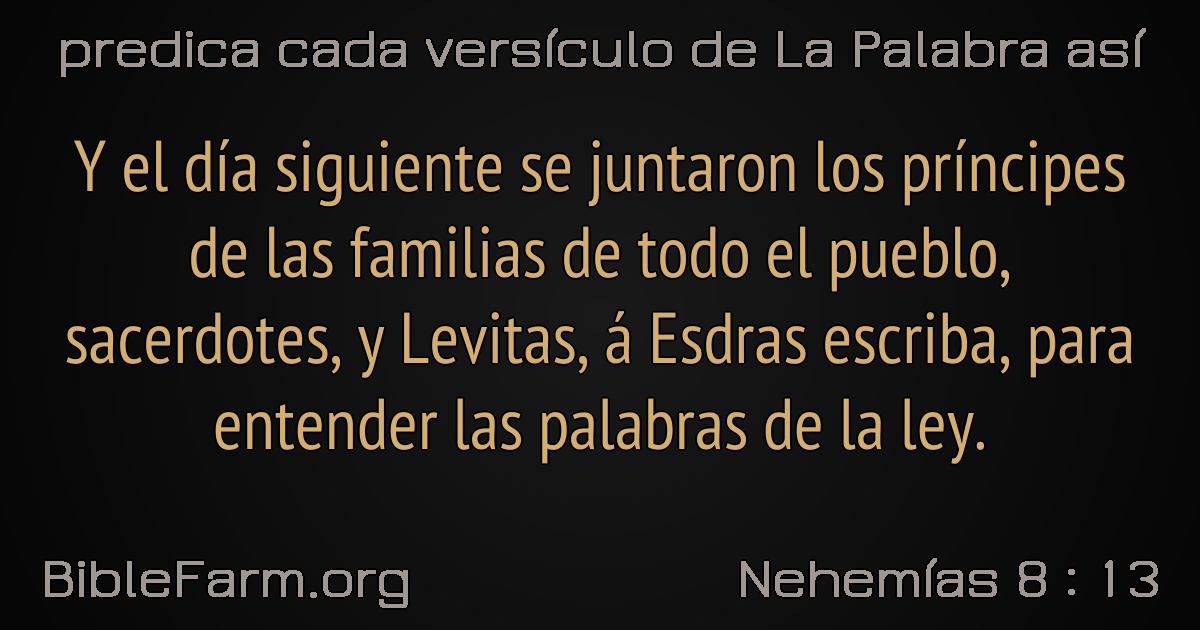 predica cada versículo de La Palabra así
Y el día siguiente se juntaron los príncipes
de las familias de todo el pueblo,
sacerdotes, y Levitas, á Esdras escriba, para
entender las palabras de la ley.
BibleFarm.org
Nehemías 8 : 13